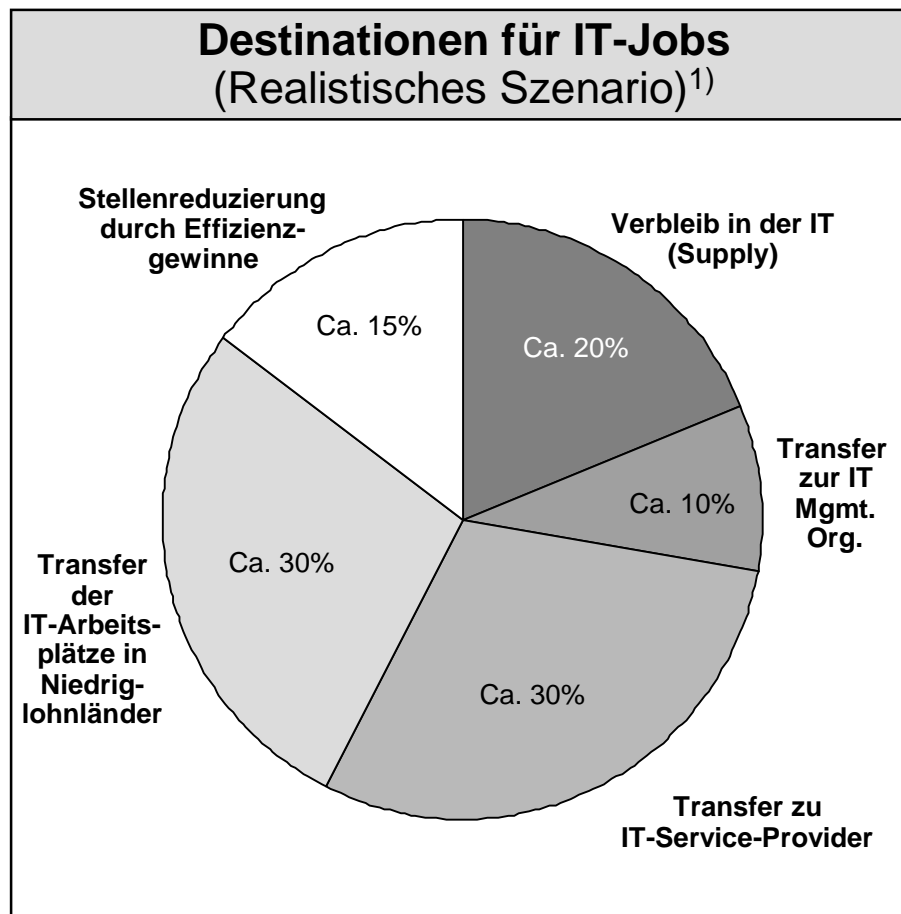 Destinationen für IT-Jobs
(Realistisches Szenario)1)
Stellenreduzierung
durch Effizienz-
gewinne
Verbleib in der IT
(Supply)
Ca. 15%
Ca. 20%
Transfer
zur IT
Mgmt.
Org.
Ca. 10%
Transfer
der
IT-Arbeits-
plätze in
Niedrig-
lohnländer
Ca. 30%
Ca. 30%
Transfer zu
IT-Service-Provider